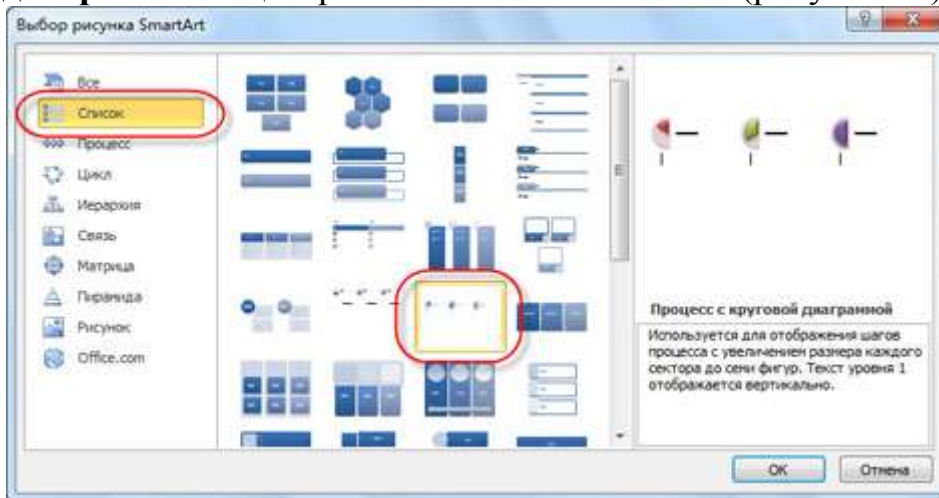 Выбор рисунка SmartArt
Все
Список
Процесс
Цикл
Иерархия
Связь
Матрица
Пирамида
Рисунок
Office.com
Процесс с круговой диаграммой
Используется для отображения шагов
процесса с увеличением размера каждого
сектора до семи фигур. Текст уровня 1
отображается вертикально.
ОК
Отмена